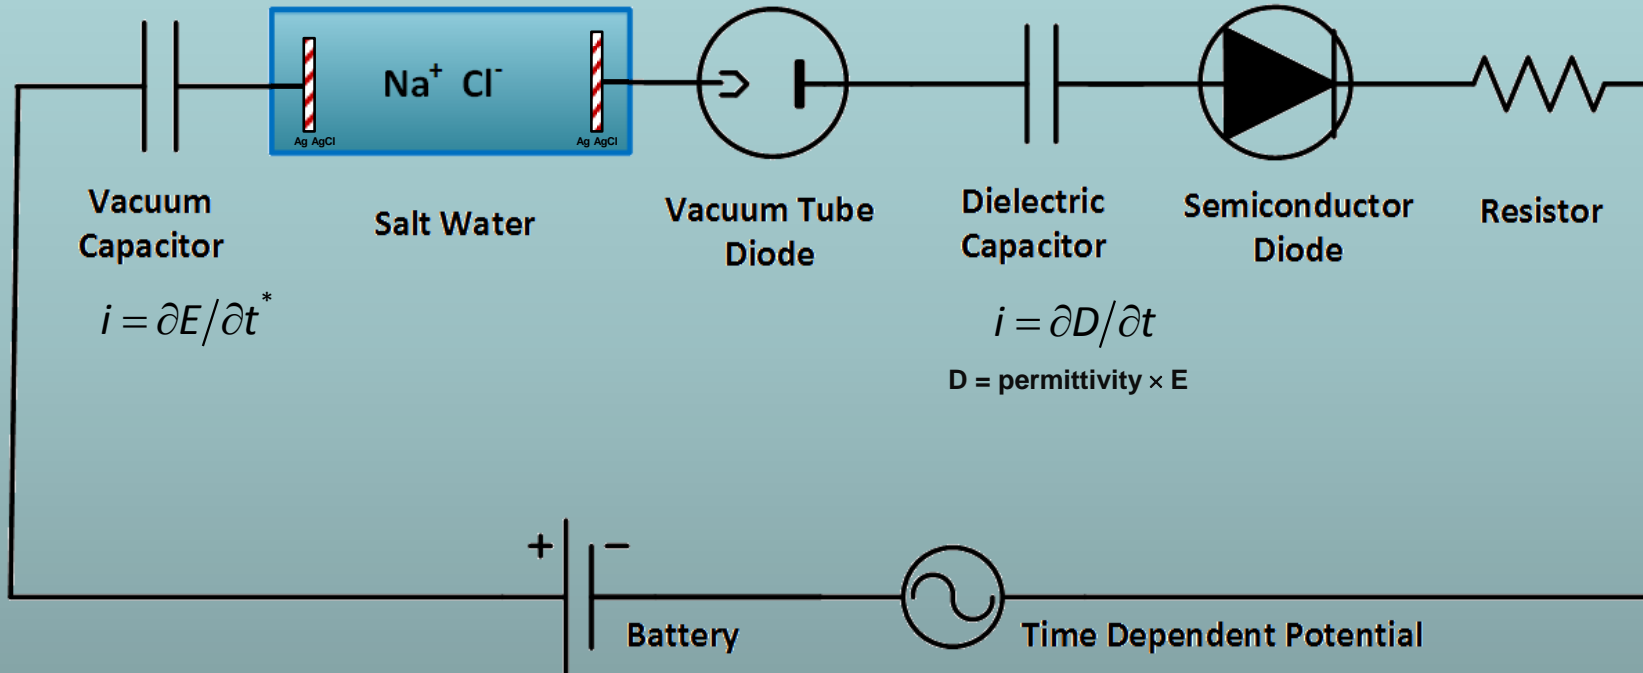 Na⁺ Cl⁻
Ag AgCl
Ag AgCl
Vacuum
Capacitor
Salt Water
Vacuum Tube
Diode
Dielectric
Capacitor
Semiconductor
Diode
Resistor
i = ∂E/∂t*
i = ∂D/∂t
D = permittivity × E
+ −
Battery
Time Dependent Potential